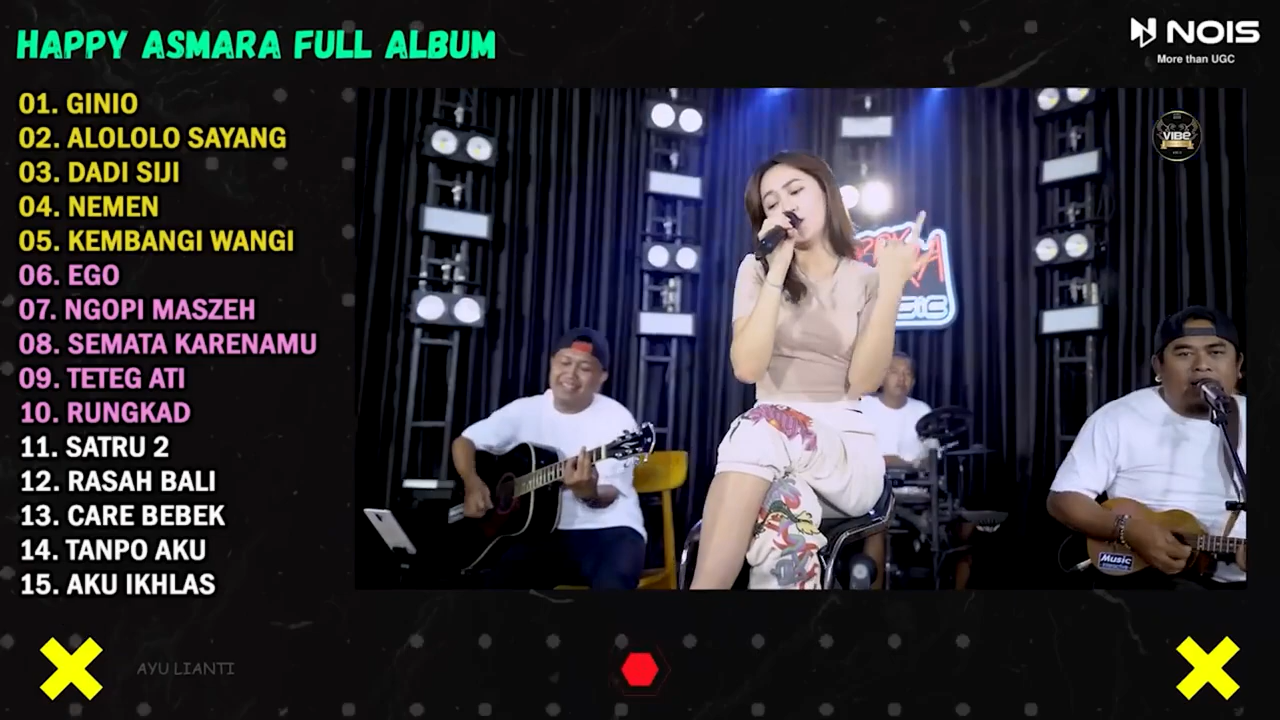 HAPPY ASMARA FULL ALBUM
NOIS
More than UGC
01. GINIO
02. ALOLOLO SAYANG
03. DADI SIJI
04. NEMEN
05. KEMBANGI WANGI
06. EGO
07. NGOPI MASZEH
08. SEMATA KARENAMU
09. TETEG ATI
10. RUNGKAD
11. SATRU 2
12. RASAH BALI
13. CARE BEBEK
14. TANPO AKU
15. AKU IKHLAS
VIBE
Music
AYU LIANTI